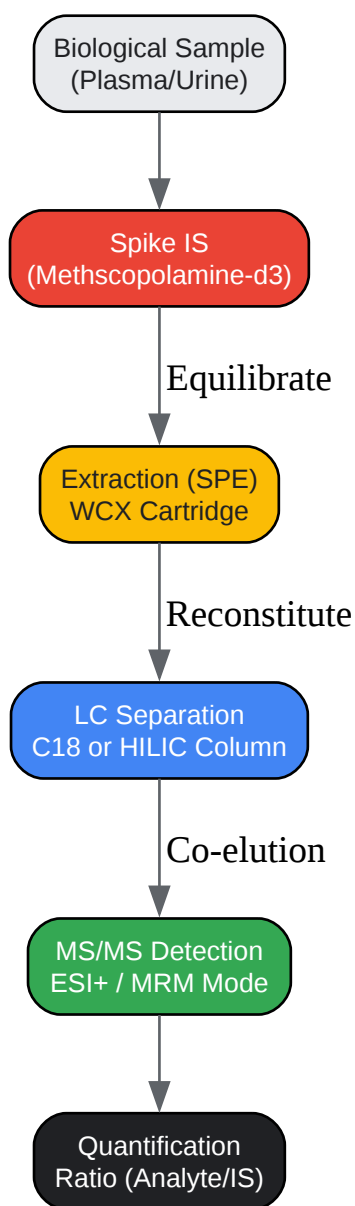 Biological Sample
(Plasma/Urine)
Spike IS
(Methscopolamine-d3)
Equilibrate
Extraction (SPE)
WCX Cartridge
Reconstitute
LC Separation
C18 or HILIC Column
Co-elution
MS/MS Detection
ESI+ / MRM Mode
Quantification
Ratio (Analyte/IS)